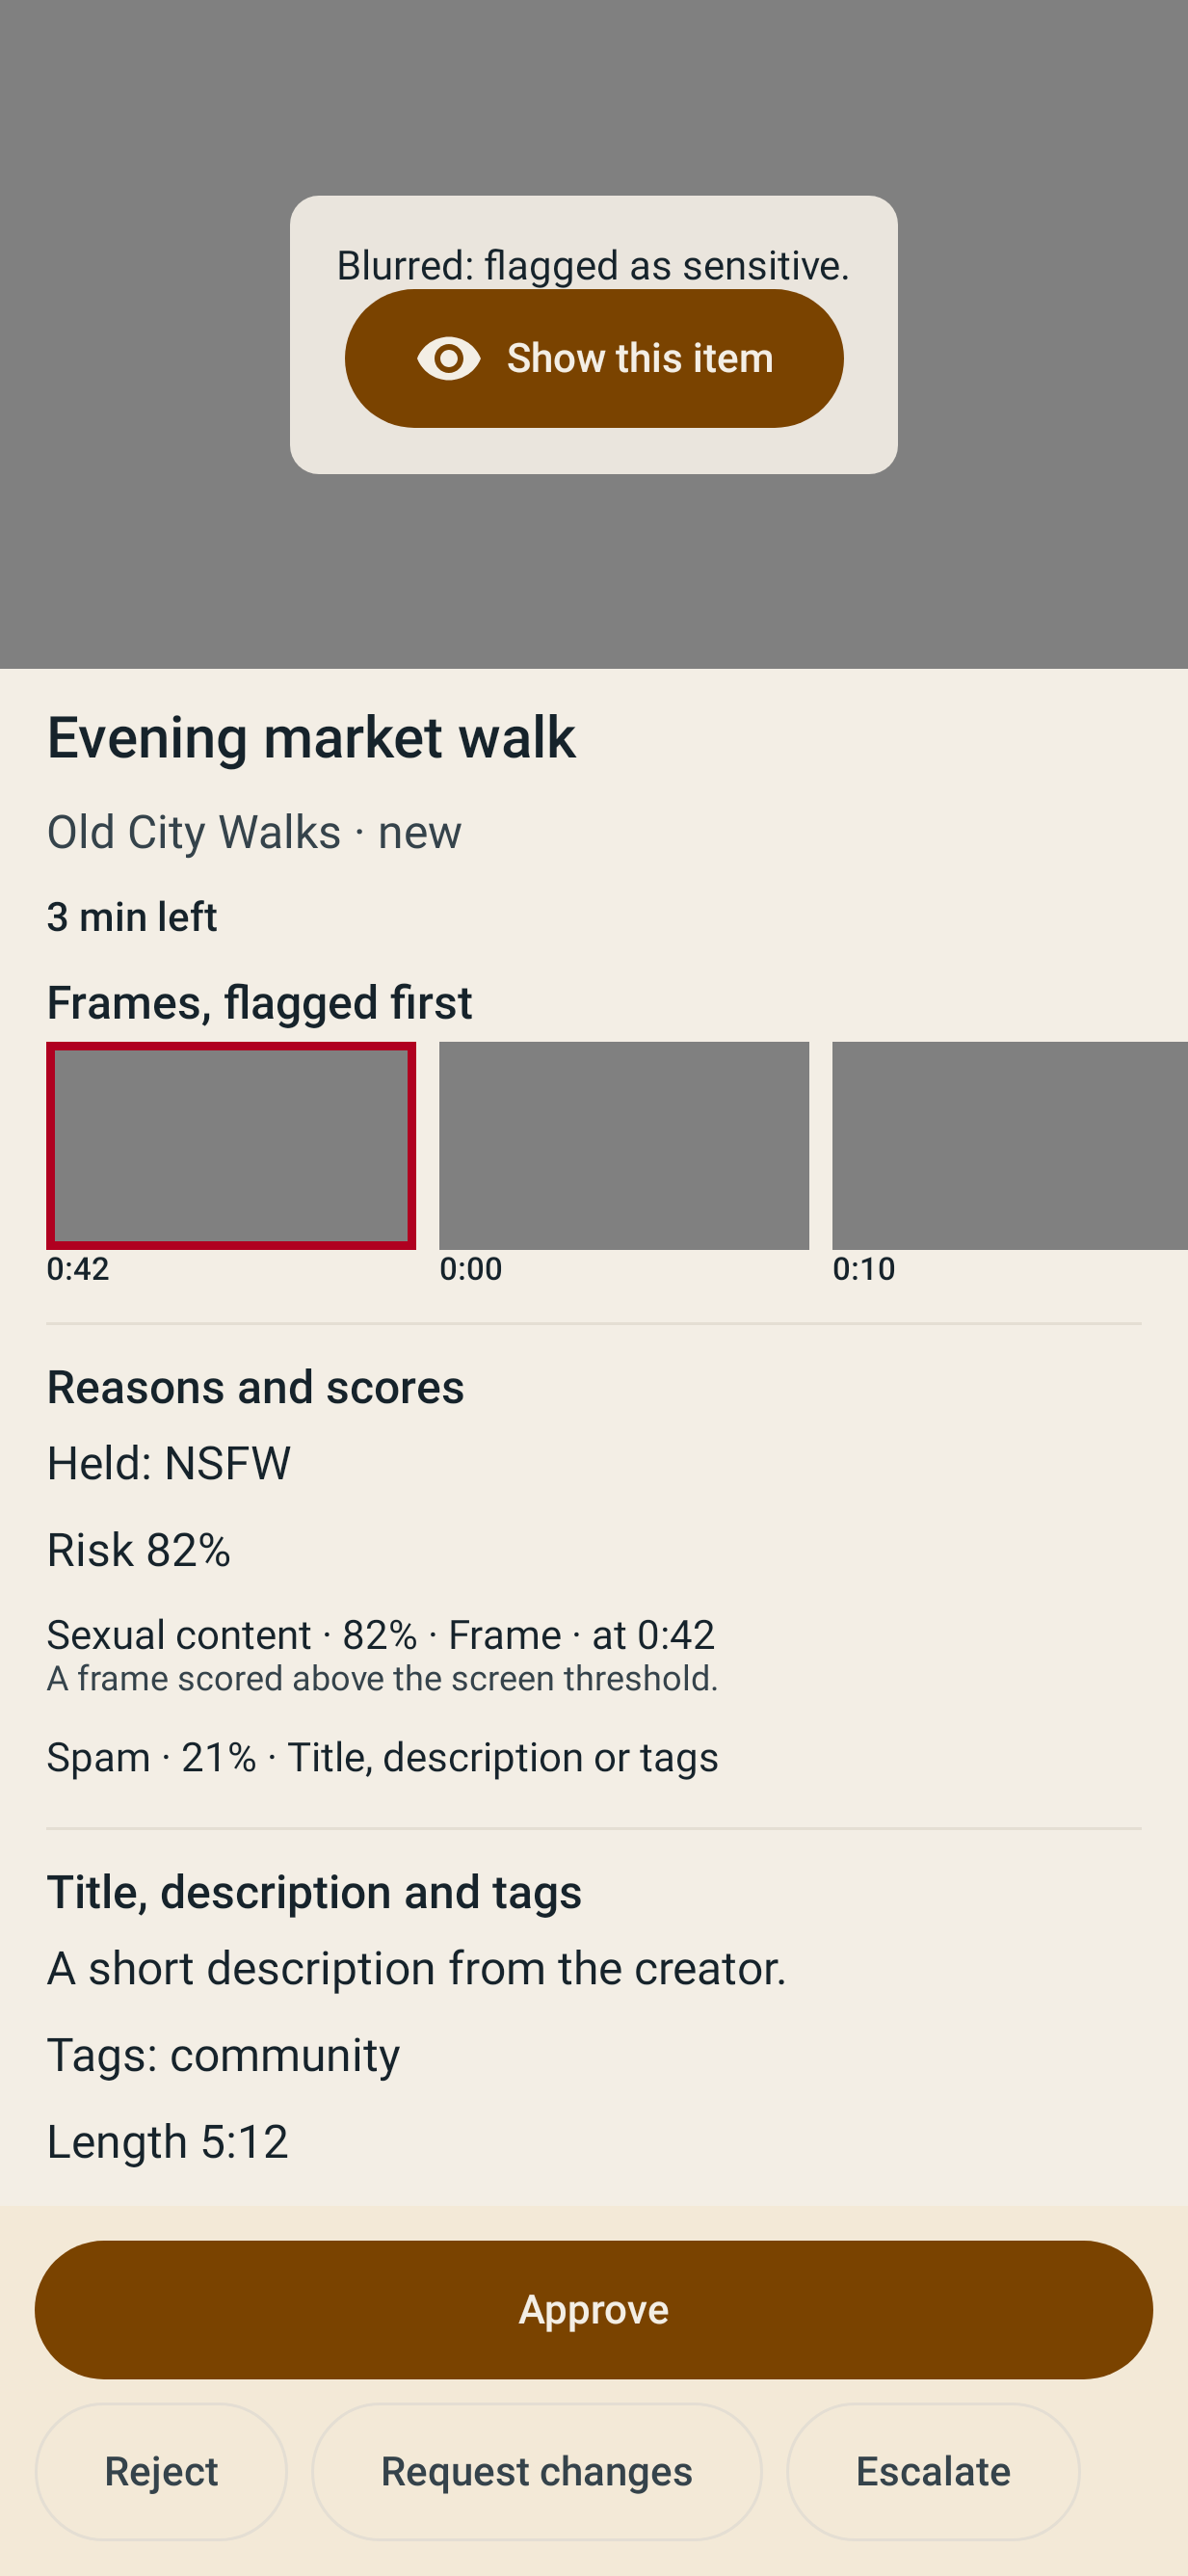 Blurred: flagged as sensitive.
Show this item
Evening market walk
Old City Walks · new
3 min left
Frames, flagged first
0:42
0:00
0:10
Reasons and scores
Held: NSFW
Risk 82%
Sexual content · 82% · Frame · at 0:42
A frame scored above the screen threshold.
Spam · 21% · Title, description or tags
Title, description and tags
A short description from the creator.
Tags: community
Length 5:12
Approve
Reject
Request changes
Escalate